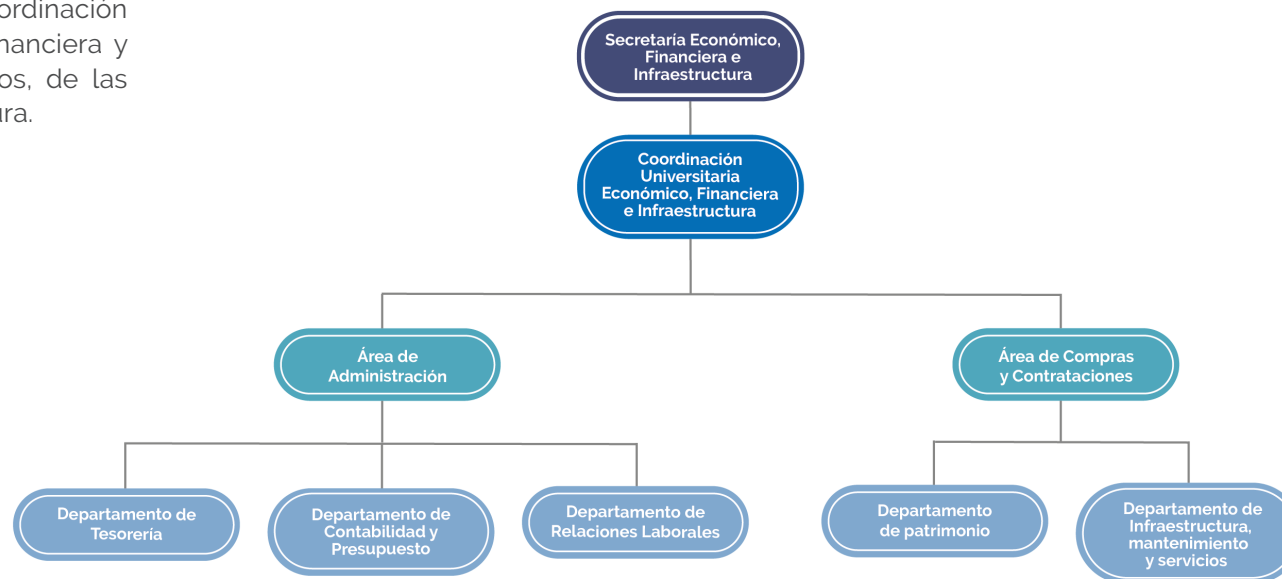 nanciera y
os, de las
Secretaría Económico,
Financiera e
Infraestructura
Coordinación
Universitaria
Económico, Financiera
e Infraestructura
Área de
Administración
Área de Compras
y Contrataciones
Departamento de
Tesorería
Departamento de
Contabilidad y
Presupuesto
Departamento de
Relaciones Laborales
Departamento
de patrimonio
Departamento de
Infraestructura,
mantenimiento
y servicios